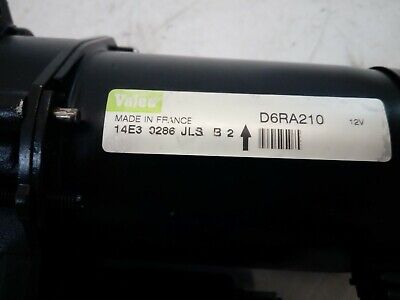 Valeo
MADE IN FRANCE D6RA210 12V
14E3 0286 JLS B 2